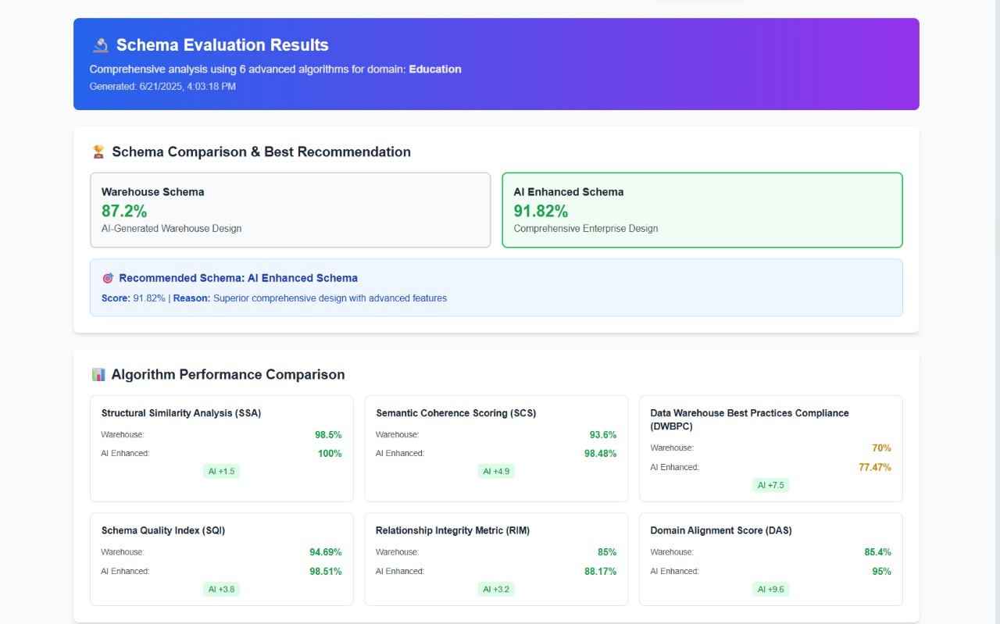 Schema Evaluation Results
Comprehensive analysis using 6 advanced algorithms for domain: Education
Generated: 6/21/2025, 4:03:18 PM
Schema Comparison & Best Recommendation
Warehouse Schema
87.2%
AI-Generated Warehouse Design
AI Enhanced Schema
91.82%
Comprehensive Enterprise Design
Recommended Schema: AI Enhanced Schema
Score: 91.82% | Reason: Superior comprehensive design with advanced features
Algorithm Performance Comparison
Structural Similarity Analysis (SSA)
Warehouse: 98.5%
AI Enhanced: 100%
AI +1.5
Semantic Coherence Scoring (SCS)
Warehouse: 93.6%
AI Enhanced: 98.48%
AI +4.9
Data Warehouse Best Practices Compliance
(DWBPC)
Warehouse: 70%
AI Enhanced: 77.47%
AI +7.5
Schema Quality Index (SQI)
Warehouse: 94.69%
AI Enhanced: 98.51%
AI +3.8
Relationship Integrity Metric (RIM)
Warehouse: 85%
AI Enhanced: 88.17%
AI +3.2
Domain Alignment Score (DAS)
Warehouse: 85.4%
AI Enhanced: 95%
AI +9.6